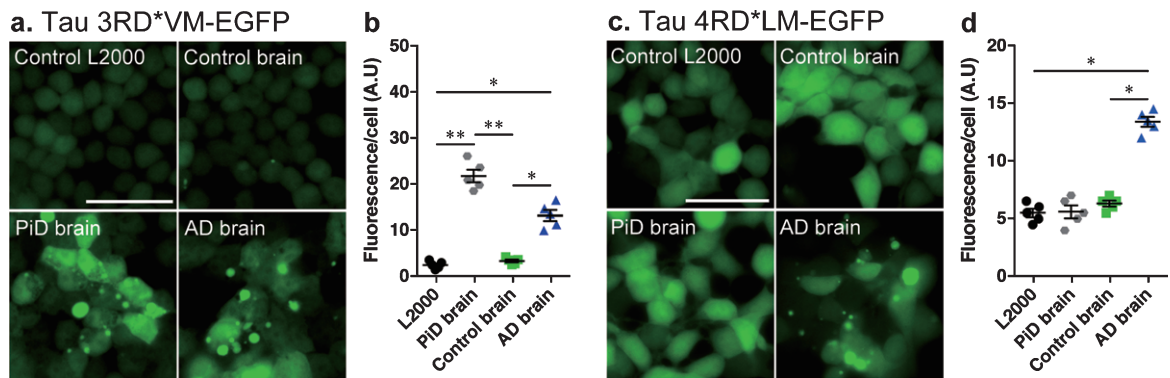 a. Tau 3RD*VM-EGFP
Control L2000
Control brain
PiD brain
AD brain
b
Fluorescence/cell (A.U)
50
40
30
20
10
0
*
**
**
*
L2000
PiD brain
Control brain
AD brain
c. Tau 4RD*LM-EGFP
Control L2000
Control brain
PiD brain
AD brain
d
Fluorescence/cell (A.U)
20
15
10
5
0
*
*
L2000
PiD brain
Control brain
AD brain